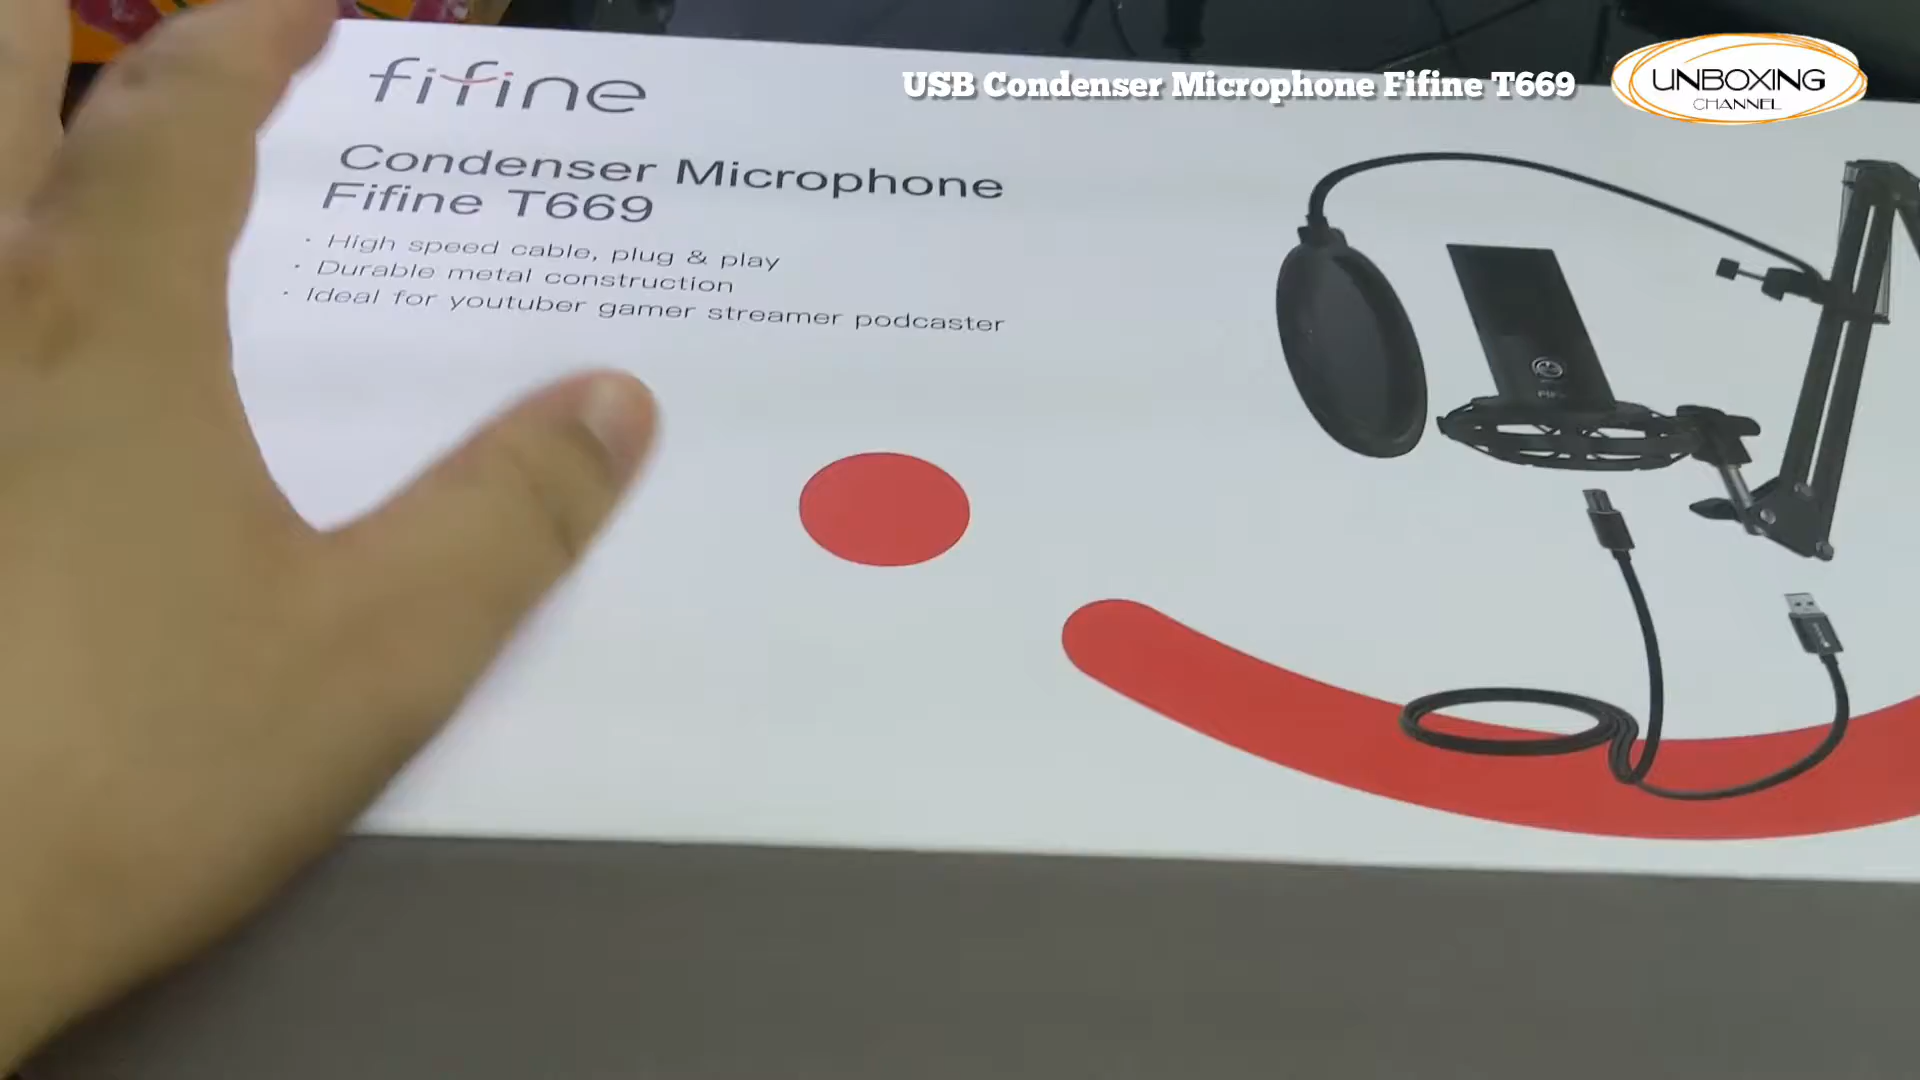 fifine
USB Condenser Microphone Fifine T669
UNBOXING
CHANNEL
Condenser Microphone
Fifine T669
· High speed cable, plug & play
· Durable metal construction
· Ideal for youtuber gamer streamer podcaster